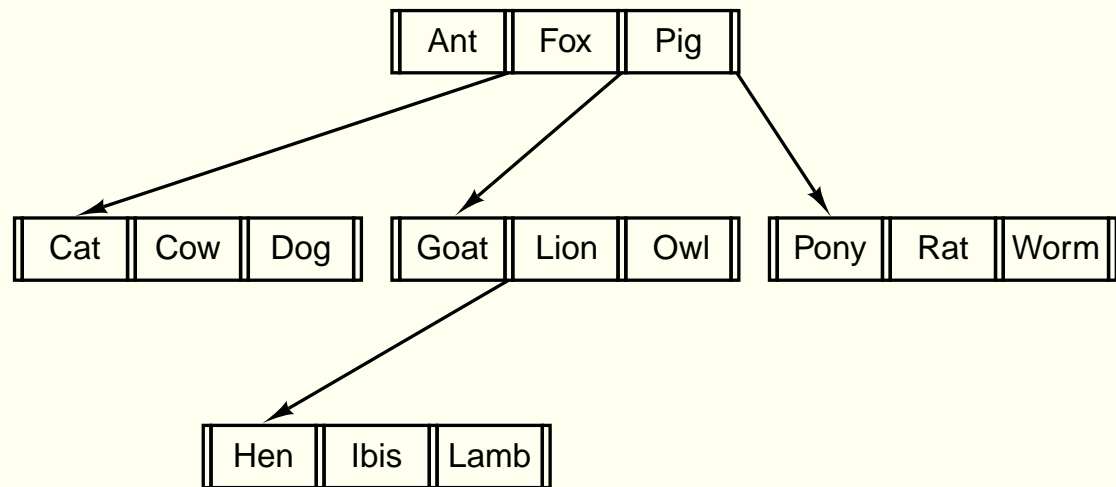 Ant Fox Pig
Cat Cow Dog Goat Lion Owl Pony Rat Worm
Hen Ibis Lamb